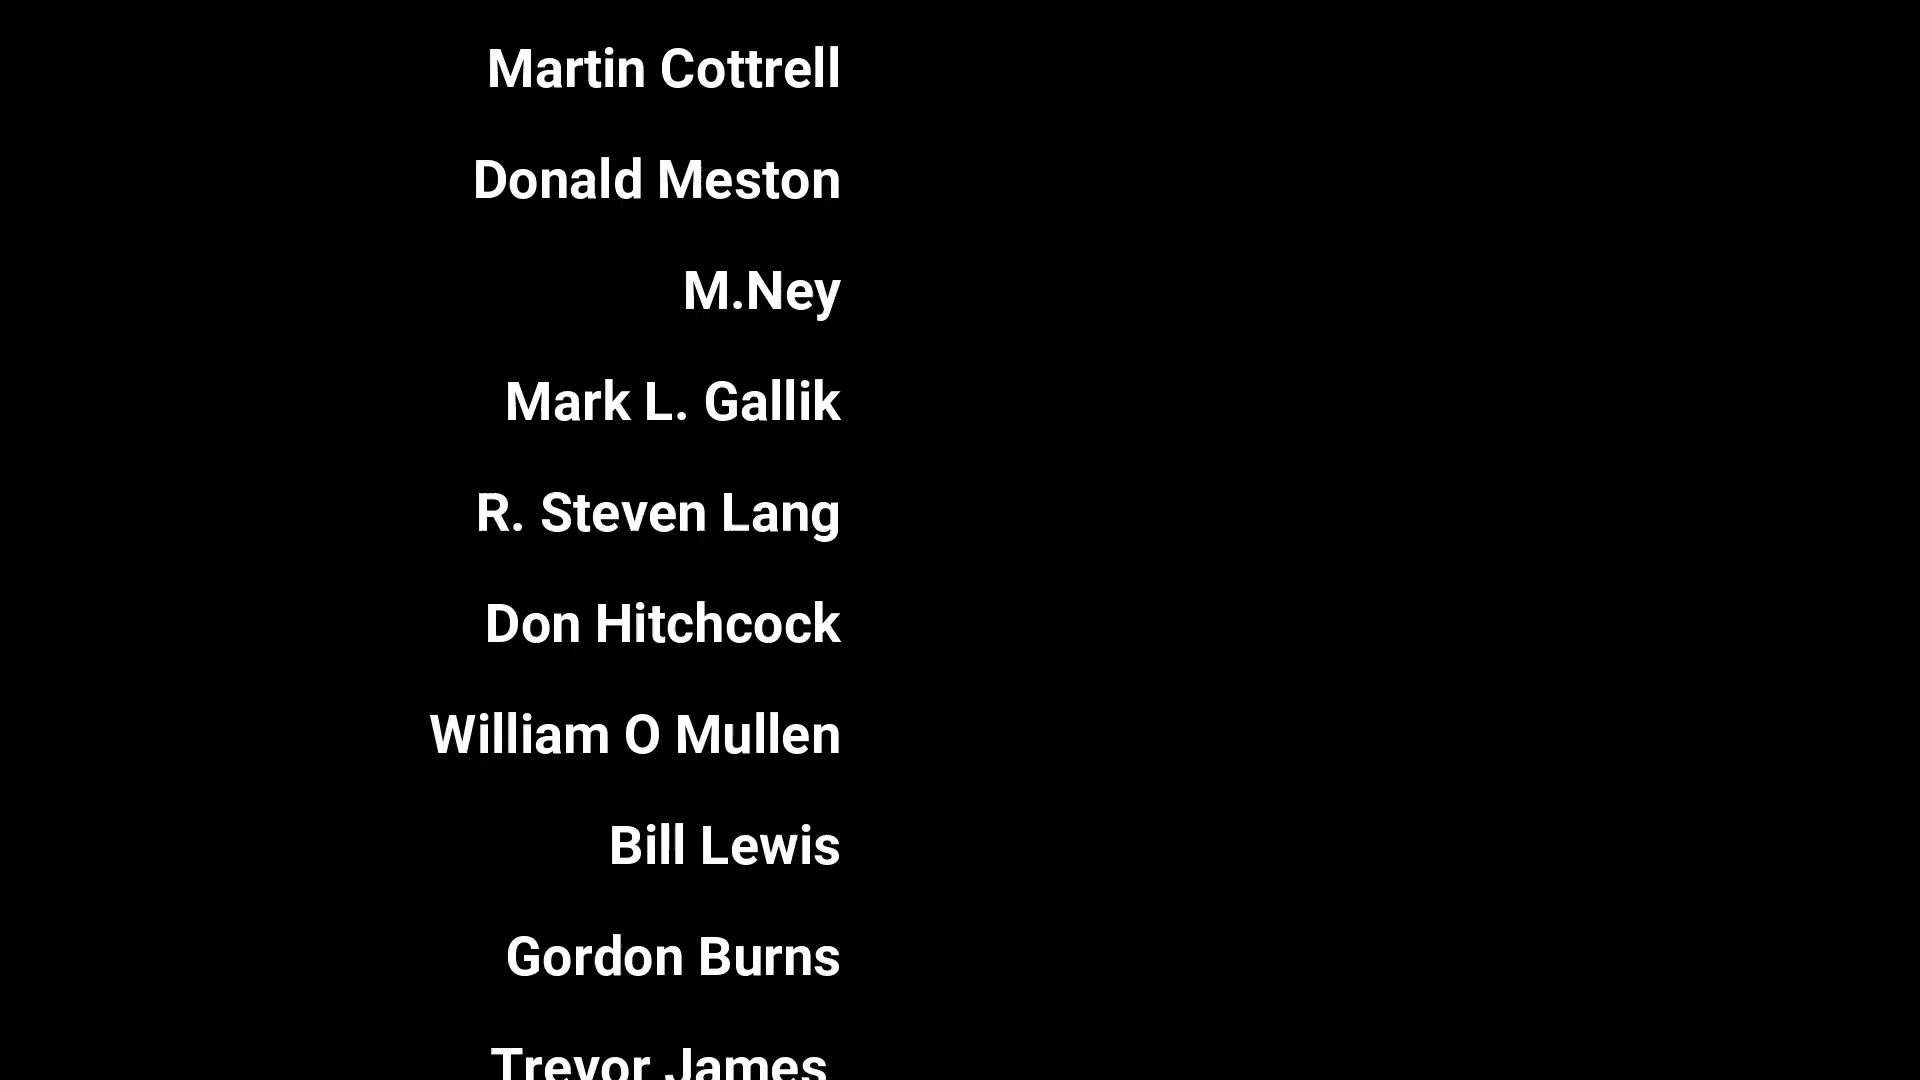 Martin Cottrell
Donald Meston
M.Ney
Mark L. Gallik
R. Steven Lang
Don Hitchcock
William O Mullen
Bill Lewis
Gordon Burns
Trevor James